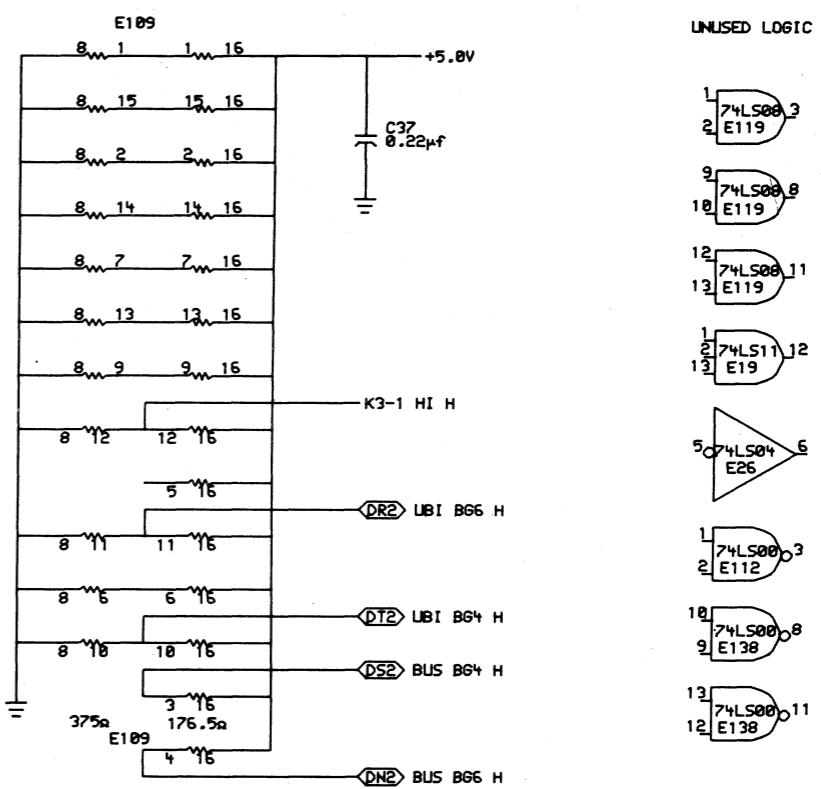 E109
UNUSED LOGIC
8 1 1 16
+5.0V
C37
0.22µf
8 15 15 16
8 2 2 16
8 14 14 16
8 7 7 16
8 13 13 16
8 9 9 16
K3-1 HI H
8 12 12 16
5 16
DR2 UBI BG6 H
8 11 11 16
8 6 6 16
DT2 UBI BG4 H
8 10 10 16
DS2 BUS BG4 H
3 16
375Ω 176.5Ω
E109
4 16
DN2 BUS BG6 H
1
74LS08 3
2 E119
9
74LS08 8
10 E119
12
74LS08 11
13 E119
1
2 74LS11 12
13 E19
5 74LS04 6
E26
1
74LS00 3
2 E112
10
74LS00 8
9 E138
13
74LS00 11
12 E138